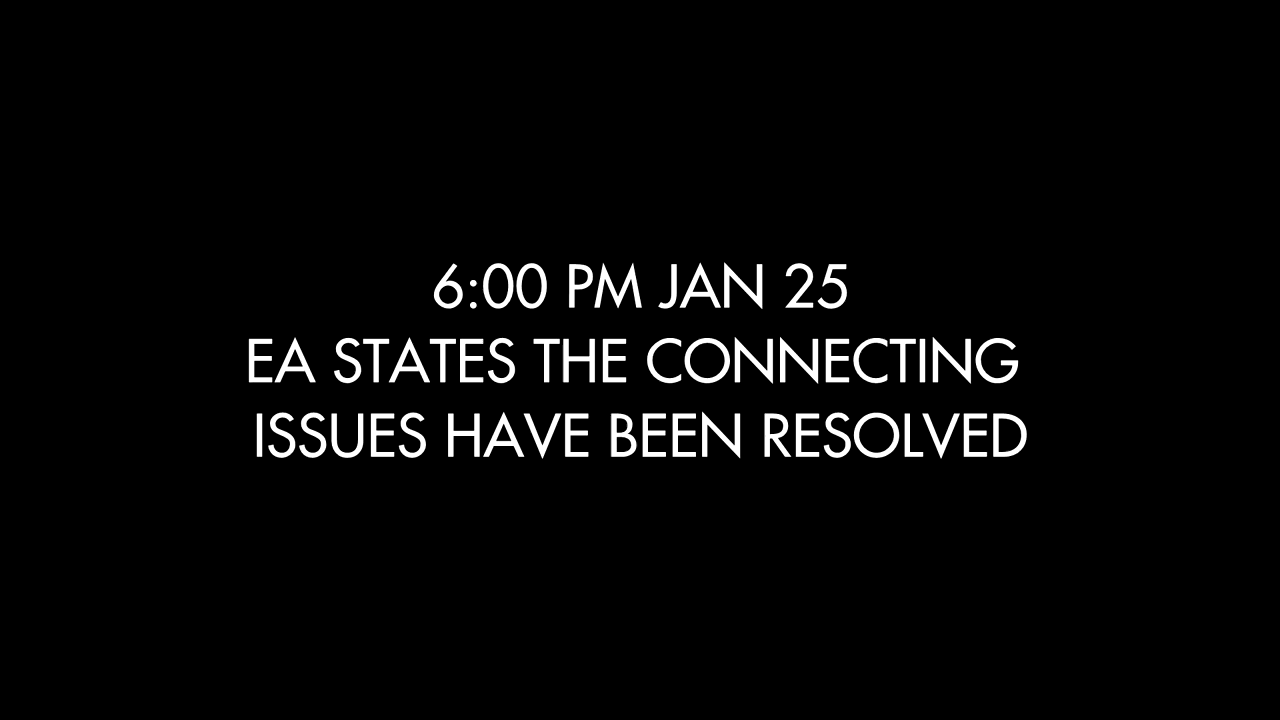 6:00 PM JAN 25
EA STATES THE CONNECTING
ISSUES HAVE BEEN RESOLVED